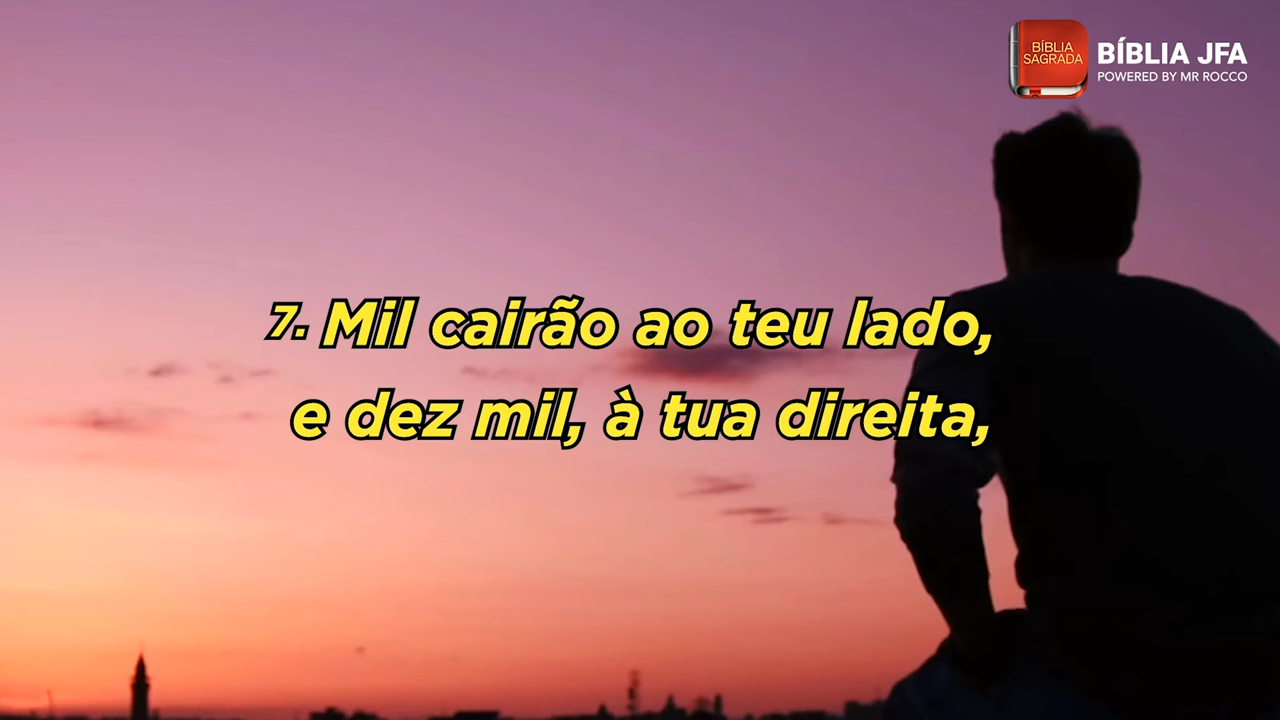 BÍBLIA
SAGRADA
BÍBLIA JFA
POWERED BY MR ROCCO
7. Mil cairão ao teu lado,
e dez mil, à tua direita,